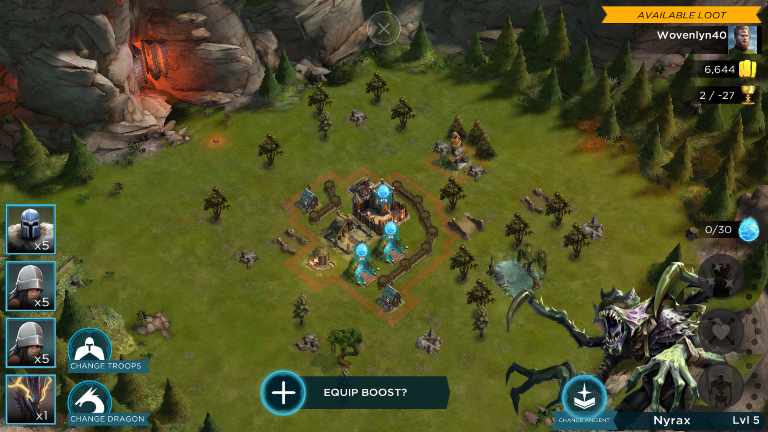 AVAILABLE LOOT
Wovenlyn40
6,644
2 / -27
0/30
x5
x5
x5
x1
CHANGE TROOPS
CHANGE DRAGON
EQUIP BOOST?
CHANGE ANCIENT
Nyrax
Lvl 5